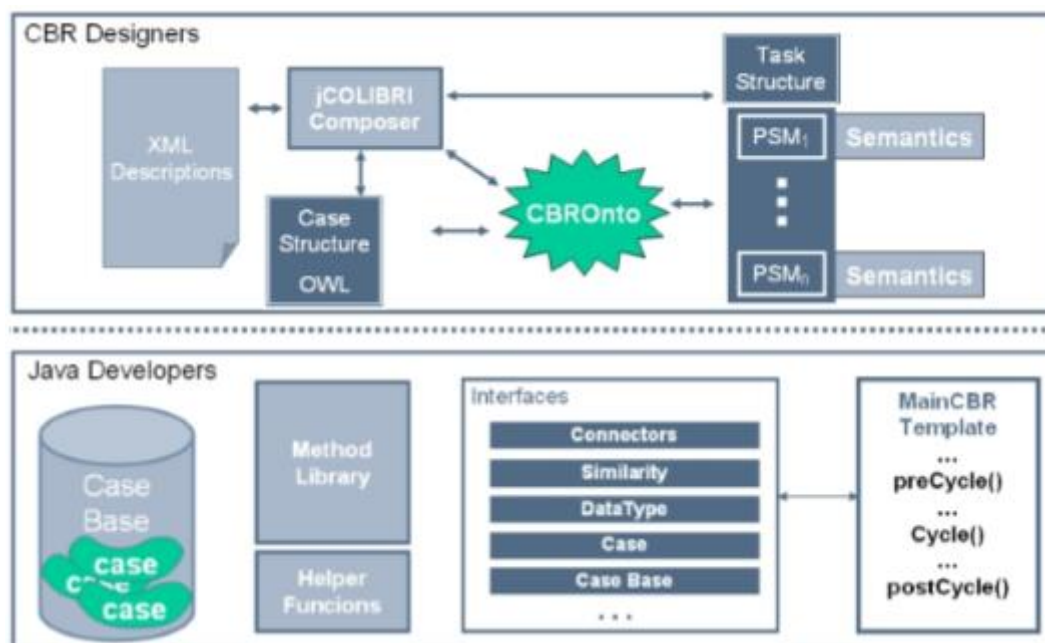 CBR Designers
XML
Descriptions
jCOLIBRI
Composer
Case
Structure
OWL
CBROnto
Task
Structure
PSM1
Semantics
PSMn
Semantics
Java Developers
Case
Base
case
case
case
Method
Library
Helper
Funcions
Interfaces
Connectors
Similarity
DataType
Case
Case Base
...
MainCBR
Template
...
preCycle()
...
Cycle()
...
postCycle()